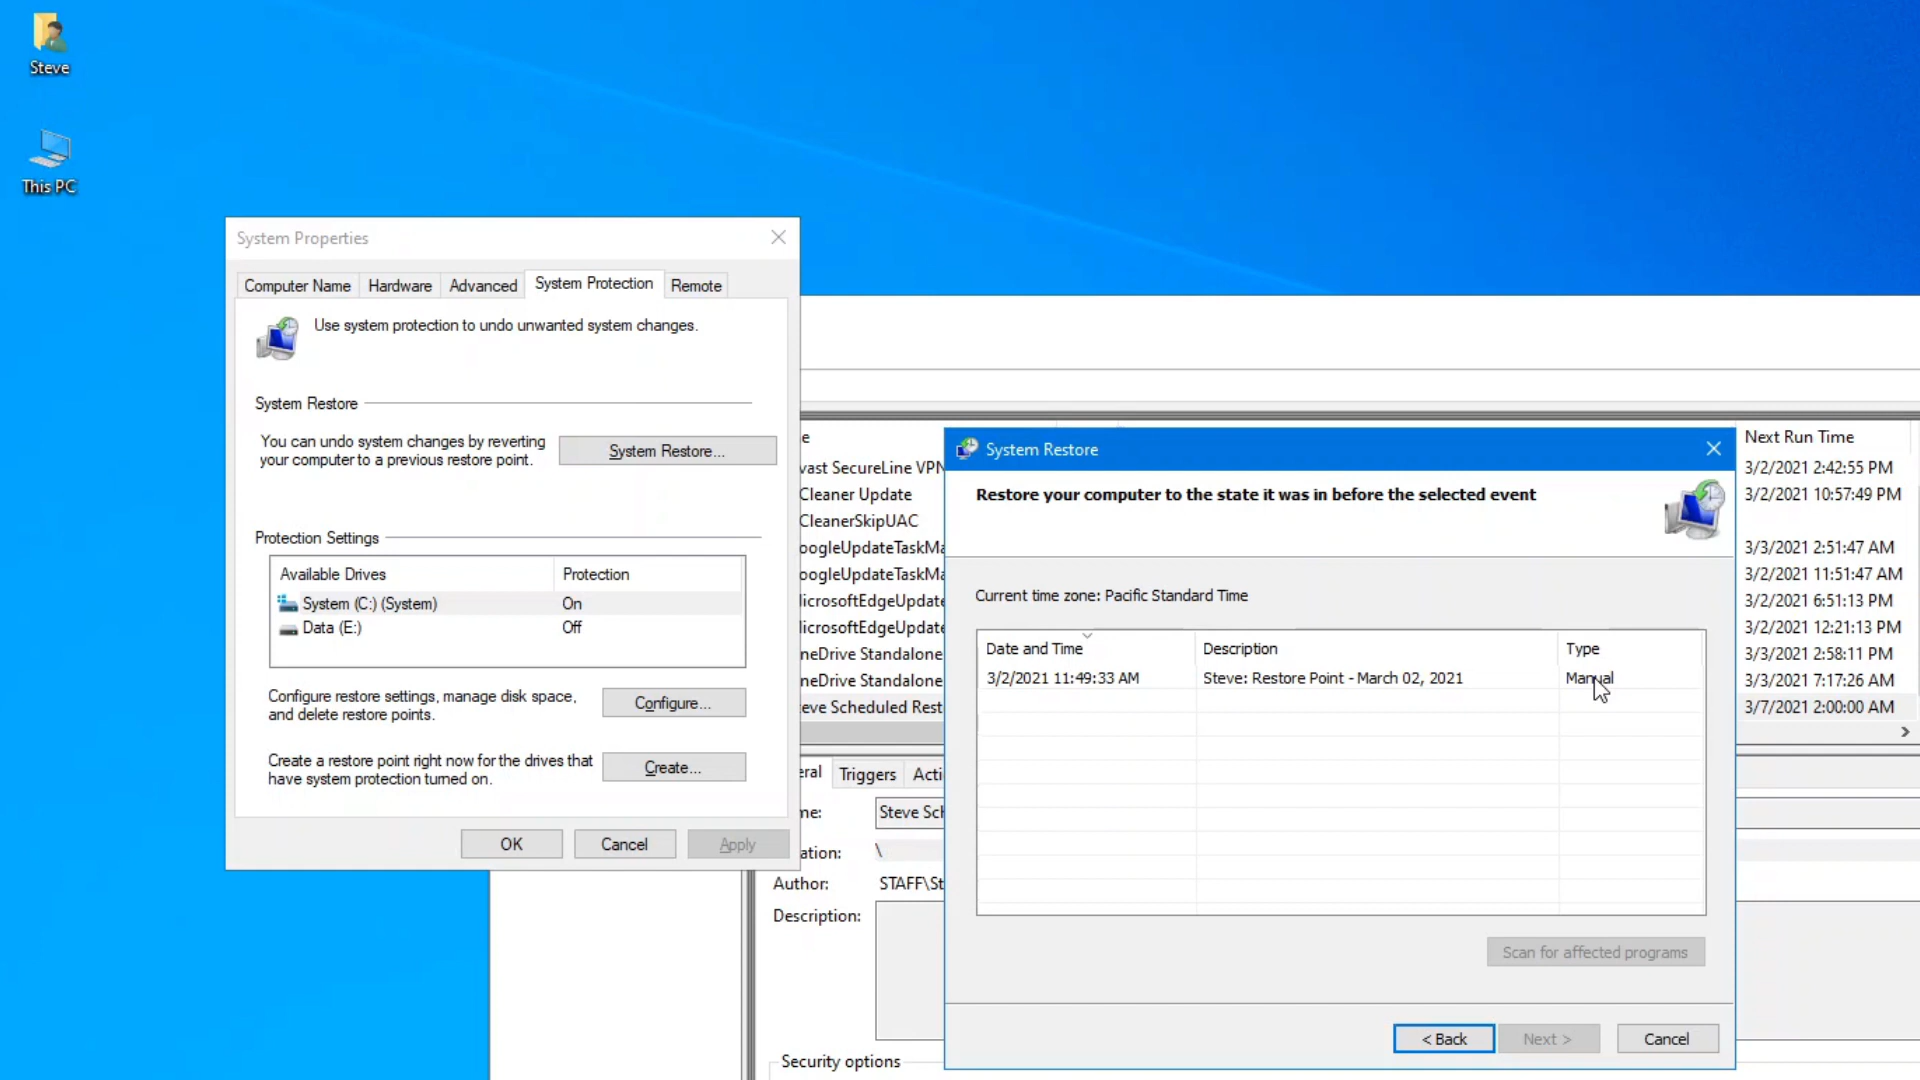 Steve
This PC
System Properties
Computer Name
Hardware
Advanced
System Protection
Remote
Use system protection to undo unwanted system changes.
System Restore
You can undo system changes by reverting
your computer to a previous restore point.
System Restore...
Protection Settings
Available Drives
Protection
System (C:) (System)
On
Data (E:)
Off
Configure restore settings, manage disk space,
and delete restore points.
Configure...
Create a restore point right now for the drives that
have system protection turned on.
Create...
OK
Cancel
Apply
e
vast SecureLine VPN
Cleaner Update
CleanerSkipUAC
oogleUpdateTaskMa
oogleUpdateTaskMa
licrosoftEdgeUpdate
licrosoftEdgeUpdate
neDrive Standalone
neDrive Standalone
eve Scheduled Rest
Next Run Time
3/2/2021 2:42:55 PM
3/2/2021 10:57:49 PM
3/3/2021 2:51:47 AM
3/2/2021 11:51:47 AM
3/2/2021 6:51:13 PM
3/2/2021 12:21:13 PM
3/3/2021 2:58:11 PM
3/3/2021 7:17:26 AM
3/7/2021 2:00:00 AM
eral
Triggers
Acti
ne:
Steve Sch
ation:
\
Author:
STAFF\St
Description:
Security options
System Restore
Restore your computer to the state it was in before the selected event
Current time zone: Pacific Standard Time
Date and Time
Description
Type
3/2/2021 11:49:33 AM
Steve: Restore Point - March 02, 2021
Manual
Scan for affected programs
< Back
Next >
Cancel